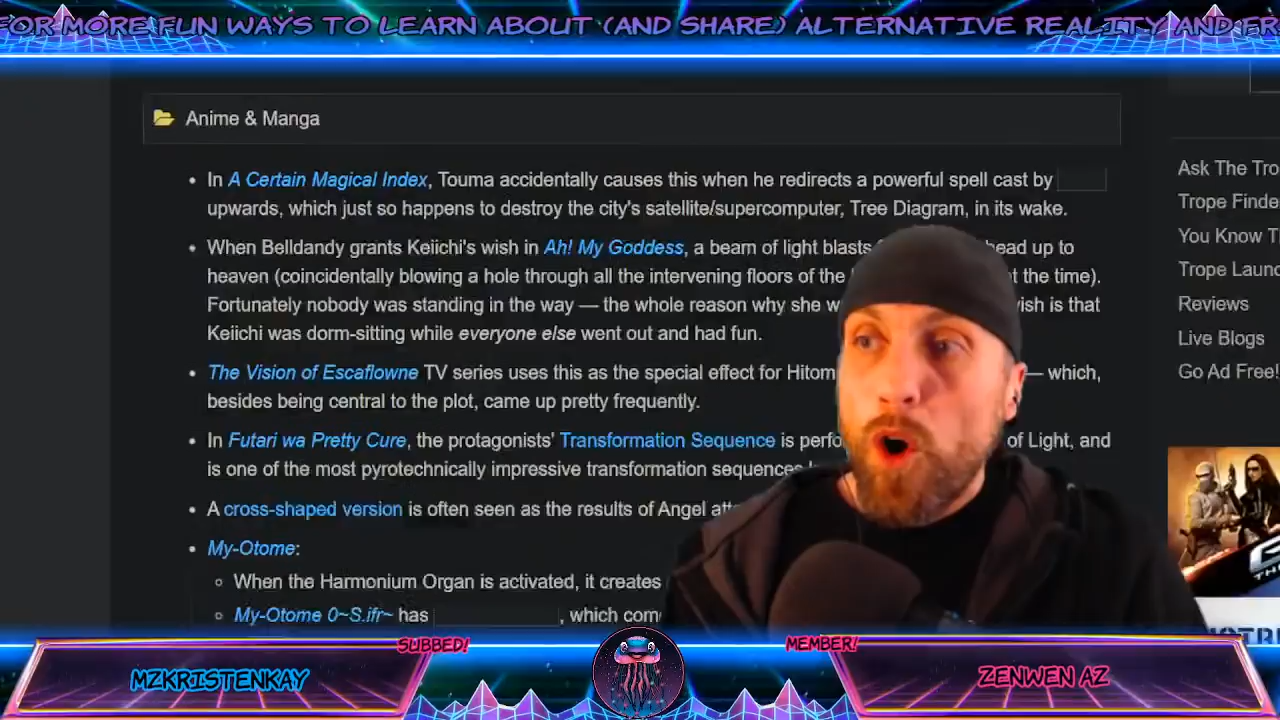 FOR MORE FUN WAYS TO LEARN ABOUT (AND SHARE) ALTERNATIVE REALITY AND
Anime & Manga
• In A Certain Magical Index, Touma accidentally causes this when he redirects a powerful spell cast by
upwards, which just so happens to destroy the city's satellite/supercomputer, Tree Diagram, in its wake.
• When Belldandy grants Keiichi's wish in Ah! My Goddess, a beam of light blasts head up to
heaven (coincidentally blowing a hole through all the intervening floors of the at the time).
Fortunately nobody was standing in the way — the whole reason why she is that
Keiichi was dorm-sitting while everyone else went out and had fun.
• The Vision of Escaflowne TV series uses this as the special effect for — which,
besides being central to the plot, came up pretty frequently.
• In Futari wa Pretty Cure, the protagonists' Transformation Sequence is of Light, and
is one of the most pyrotechnically impressive transformation sequences
• A cross-shaped version is often seen as the results of Angel
• My-Otome:
◦ When the Harmonium Organ is activated, it creates
◦ My-Otome 0~S.ifr~ has , which
Ask The
Trope
You Know
Trope
Reviews
Live Blogs
Go Ad Free!
SUBBED!
MZKRISTENKAY
MEMBER!
ZENWEN AZ